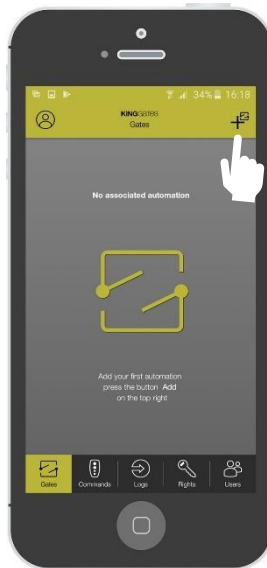 34% 16:18
KINGGATES
Gates
No associated automation
Add your first automation
press the button Add
on the top right
Gates Commands Logs Rights Users